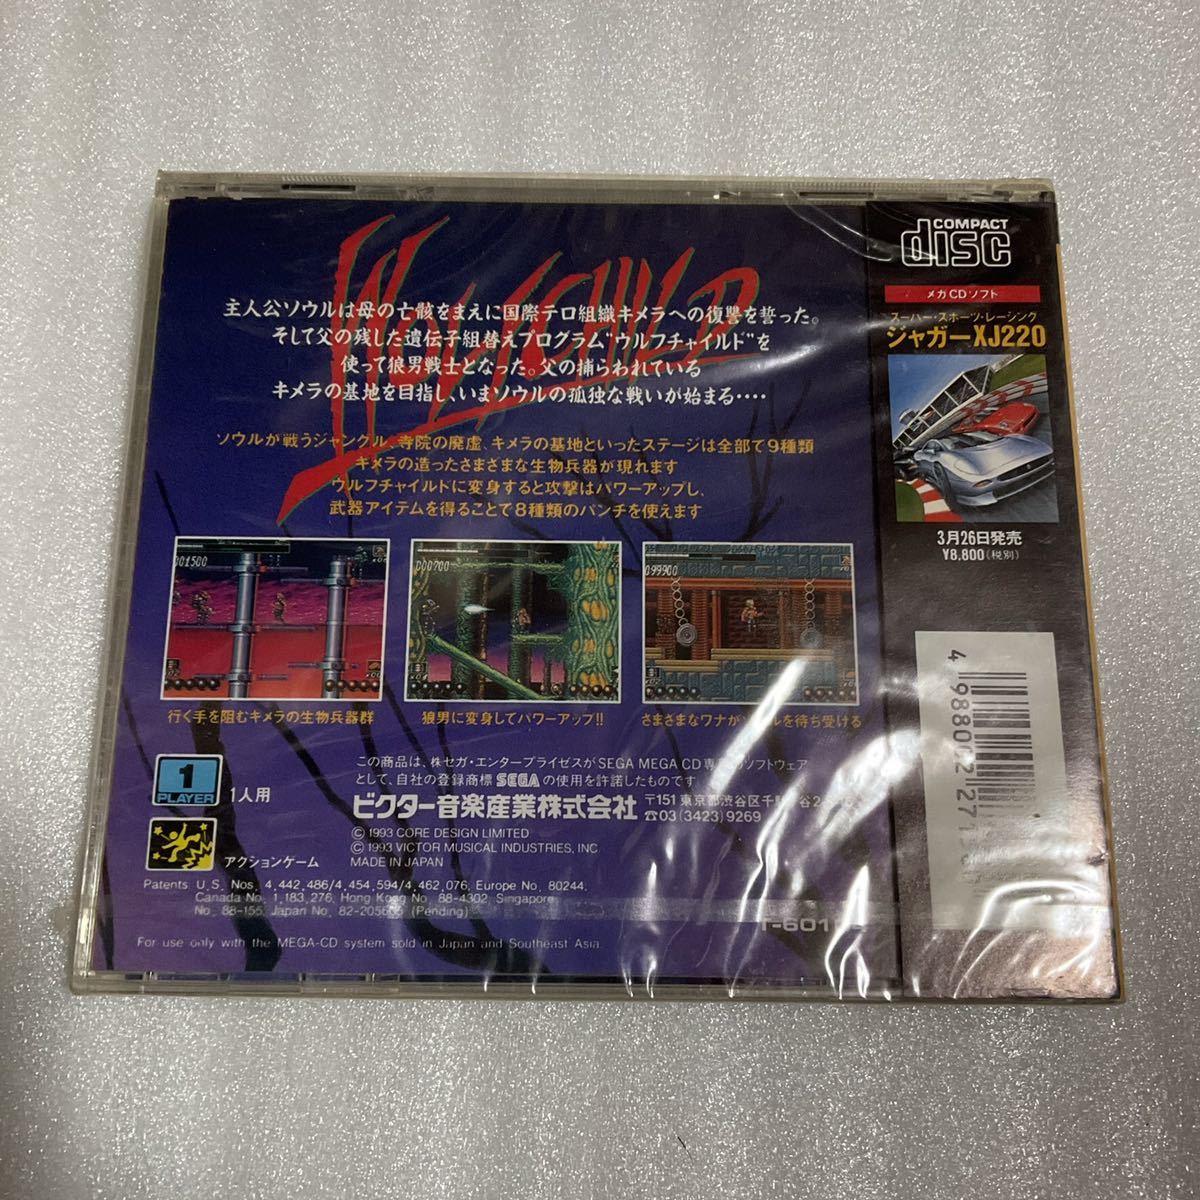 WOLFCHILD
主人公ソウルは母の亡骸をまえに国際テロ組織キメラへの復讐を誓った。
そして父の残した遺伝子組替えプログラム"ウルフチャイルド"を
使って狼男戦士となった。父の捕らわれている
キメラの基地を目指し、いまソウルの孤独な戦いが始まる‥‥
ソウルが戦うジャングル、寺院の廃虚、キメラの基地といったステージは全部で9種類
キメラの造ったさまざまな生物兵器が現れます
ウルフチャイルドに変身すると攻撃はパワーアップし、
武器アイテムを得ることで8種類のパンチを使えます
001500
000700
099900
行く手を阻むキメラの生物兵器群
狼男に変身してパワーアップ!!
さまざまなワナがソウルを待ち受ける
1
PLAYER
1人用
アクションゲーム
この商品は、株セガ・エンタープライゼスがSEGA MEGA CD専用のソフトウェア
として、自社の登録商標 SEGA の使用を許諾したものです
ビクター音楽産業株式会社
〒151 東京都渋谷区千駄ヶ谷
☎03(3423)9269
©1993 CORE DESIGN LIMITED
©1993 VICTOR MUSICAL INDUSTRIES, INC.
MADE IN JAPAN
Patents: U.S. Nos. 4,442,486/4,454,594/4,462,076; Europe No. 80244;
Canada No. 1,183,276; Hong Kong No. 88-4302; Singapore
No. 88-155; Japan No. 82-205605 (Pending)
For use only with the MEGA-CD system sold in Japan and Southeast Asia.
COMPACT
disc
メガCDソフト
スーパー・スポーツ・レーシング
ジャガーXJ220
3月26日発売
¥8,800(税別)